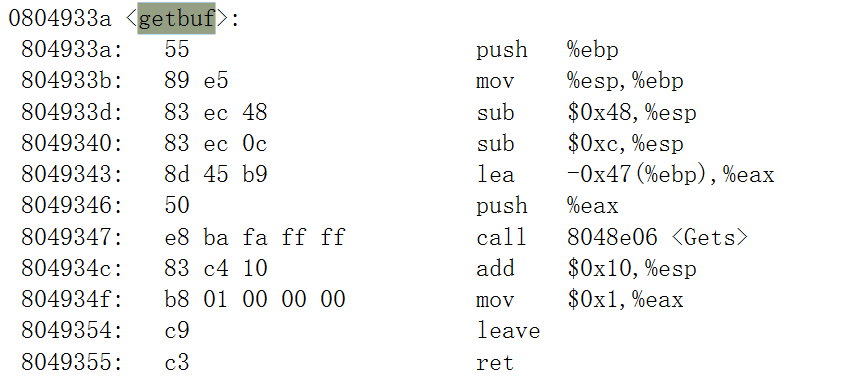 0804933a <getbuf>:
804933a: 55 push %ebp
804933b: 89 e5 mov %esp,%ebp
804933d: 83 ec 48 sub $0x48,%esp
8049340: 83 ec 0c sub $0xc,%esp
8049343: 8d 45 b9 lea -0x47(%ebp),%eax
8049346: 50 push %eax
8049347: e8 ba fa ff ff call 8048e06 <Gets>
804934c: 83 c4 10 add $0x10,%esp
804934f: b8 01 00 00 00 mov $0x1,%eax
8049354: c9 leave
8049355: c3 ret